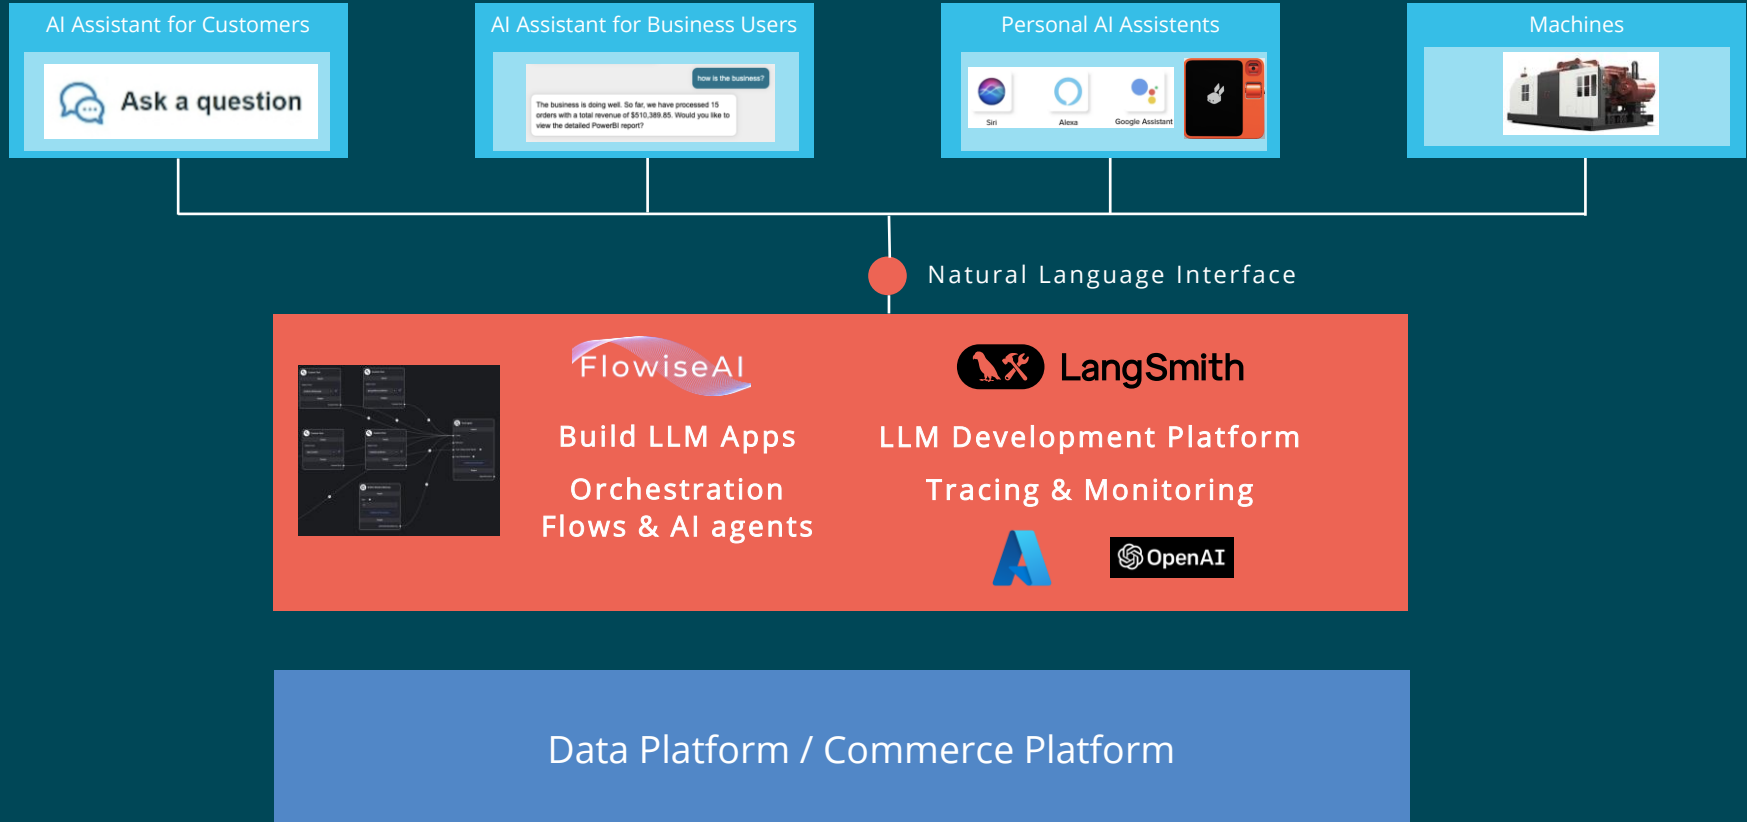 AI Assistant for Customers
AI Assistant for Business Users
Personal AI Assistents
Machines
Ask a question
how is the business?
The business is doing well. So far, we have processed 15
orders with a total revenue of $510,389.85. Would you like to
view the detailed PowerBI report?
Siri
Alexa
Google Assistant
Natural Language Interface
FlowiseAI
LangSmith
Build LLM Apps
LLM Development Platform
Orchestration
Flows & AI agents
Tracing & Monitoring
OpenAI
Data Platform / Commerce Platform